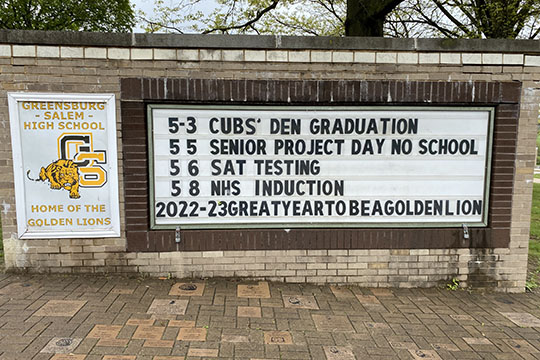 GREENSBURG
- SALEM -
HIGH SCHOOL
GS
HOME OF THE
GOLDEN LIONS
5-3 CUBS' DEN GRADUATION
5 5 SENIOR PROJECT DAY NO SCHOOL
5 6 SAT TESTING
5 8 NHS INDUCTION
2022-23GREATYEARTOBEAGOLDENLION